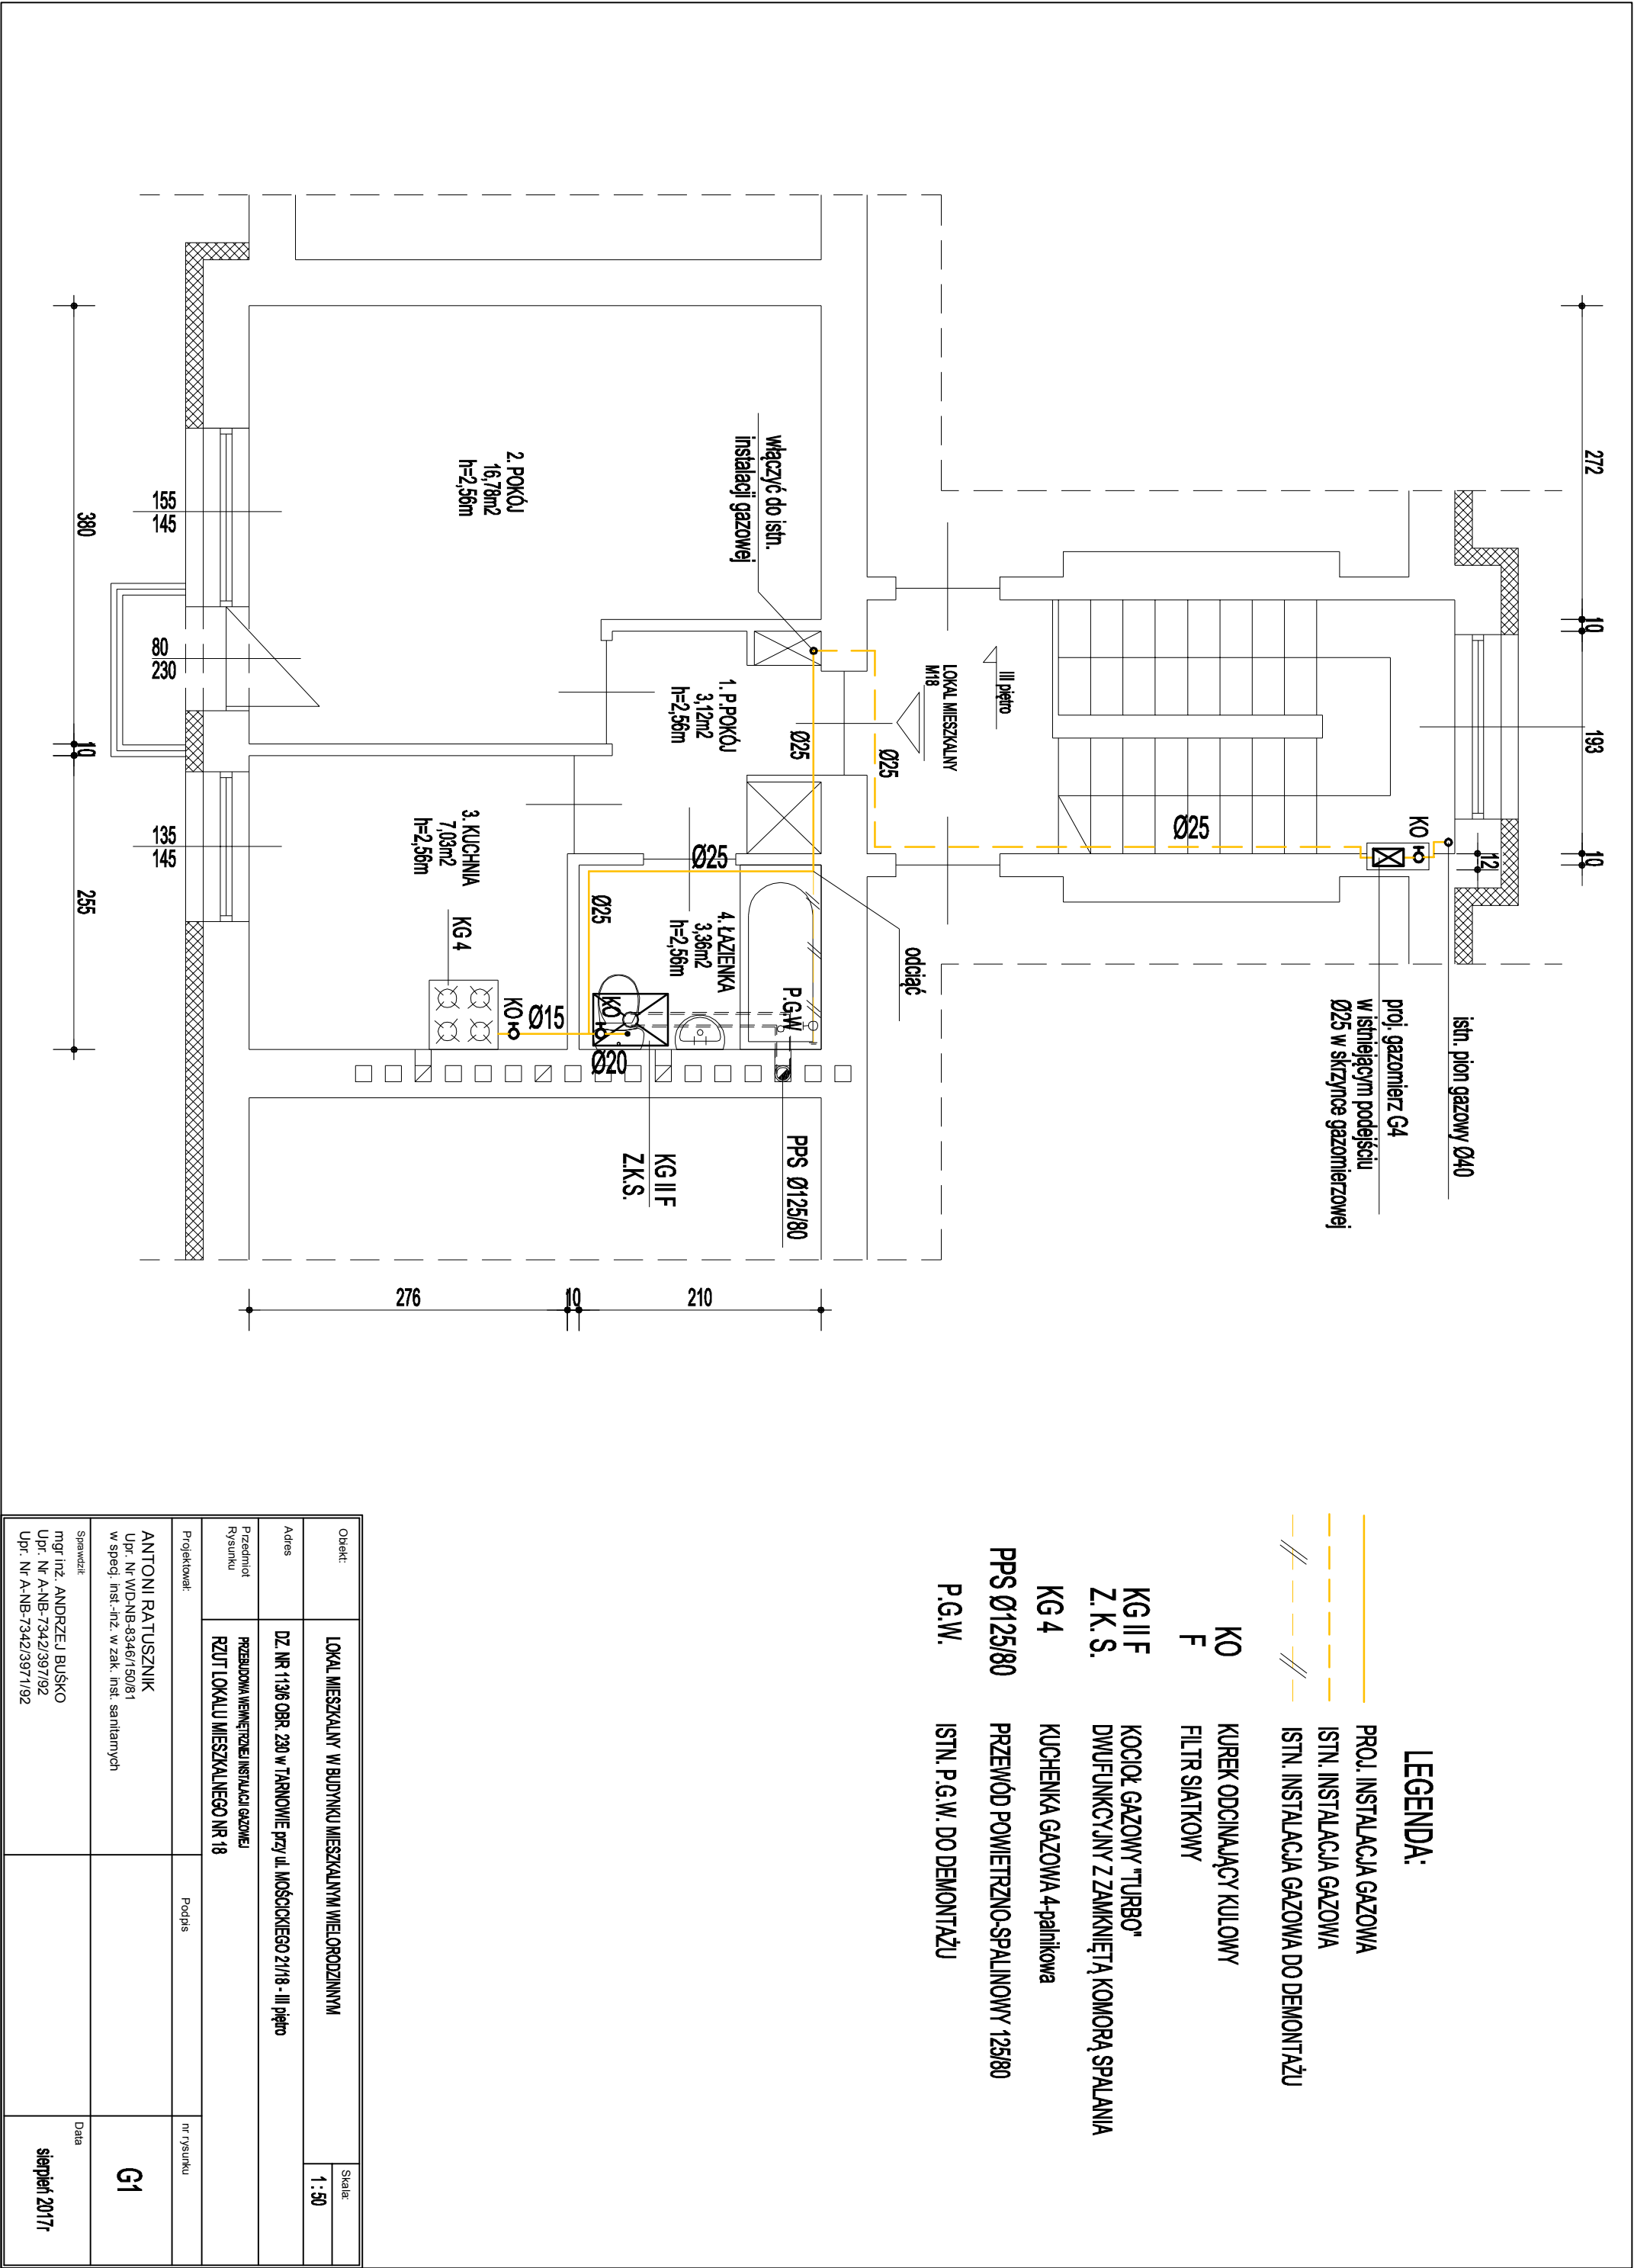 272
10
193
10
12
KO
Ø25
istn. pion gazowy Ø40
proj. gazomierz G4
w istniejącym podejściu
Ø25 w skrzynce gazomierzowej
III piętro
LOKAL MIESZKALNY
M18
Ø25
Ø25
włączyć do istn.
instalacji gazowej
odciąć
1. P.POKÓJ
3,12m2
h=2,56m
2. POKÓJ
16,78m2
h=2,56m
3. KUCHNIA
7,03m2
h=2,56m
4. ŁAZIENKA
3,36m2
h=2,56m
Ø25
Ø25
P.G.W
KO
Ø20
KO
Ø15
KG 4
PPS Ø125/80
KG II F
Z.K.S.
155
145
80
230
135
145
380
10
255
276
10
210
LEGENDA:
PROJ. INSTALACJA GAZOWA
ISTN. INSTALACJA GAZOWA
ISTN. INSTALACJA GAZOWA DO DEMONTAŻU
KO KUREK ODCINAJĄCY KULOWY
F FILTR SIATKOWY
KG II F KOCIOŁ GAZOWY "TURBO"
Z. K. S. DWUFUNKCYJNY Z ZAMKNIĘTĄ KOMORĄ SPALANIA
KG 4 KUCHENKA GAZOWA 4-palnikowa
PPS Ø125/80 PRZEWÓD POWIETRZNO-SPALINOWY 125/80
P.G.W. ISTN. P.G.W. DO DEMONTAŻU
Obiekt:
LOKAL MIESZKALNY W BUDYNKU MIESZKALNYM WIELORODZINNYM
Skala:
1 : 50
Adres
DZ. NR 113/6 OBR. 230 w TARNOWIE przy ul. MOŚCICKIEGO 21/18 - III piętro
Przedmiot
Rysunku
PRZEBUDOWA WEWNĘTRZNEJ INSTALACJI GAZOWEJ
RZUT LOKALU MIESZKALNEGO NR 18
Projektował:
Podpis
nr rysunku
ANTONI RATUSZNIK
Upr. Nr WD-NB-8346/150/81
w specj. inst.-inż. w zak. inst. sanitarnych
G1
Sprawdził:
mgr inż. ANDRZEJ BUŚKO
Upr. Nr A-NB-7342/397/92
Upr. Nr A-NB-7342/3971/92
Data
sierpień 2017r